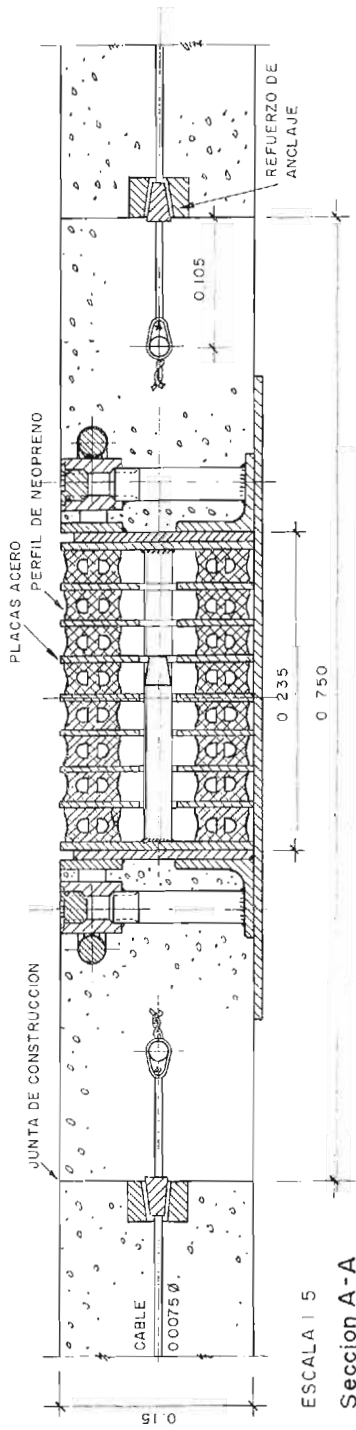 PLACAS ACERO
PERFIL DE NEOPRENO
JUNTA DE CONSTRUCCION
REFUERZO DE
ANCLAJE
CABLE
0 0075 Ø.
0.15
0.105
0 235
0 750
ESCALA 1 5
Seccion A-A